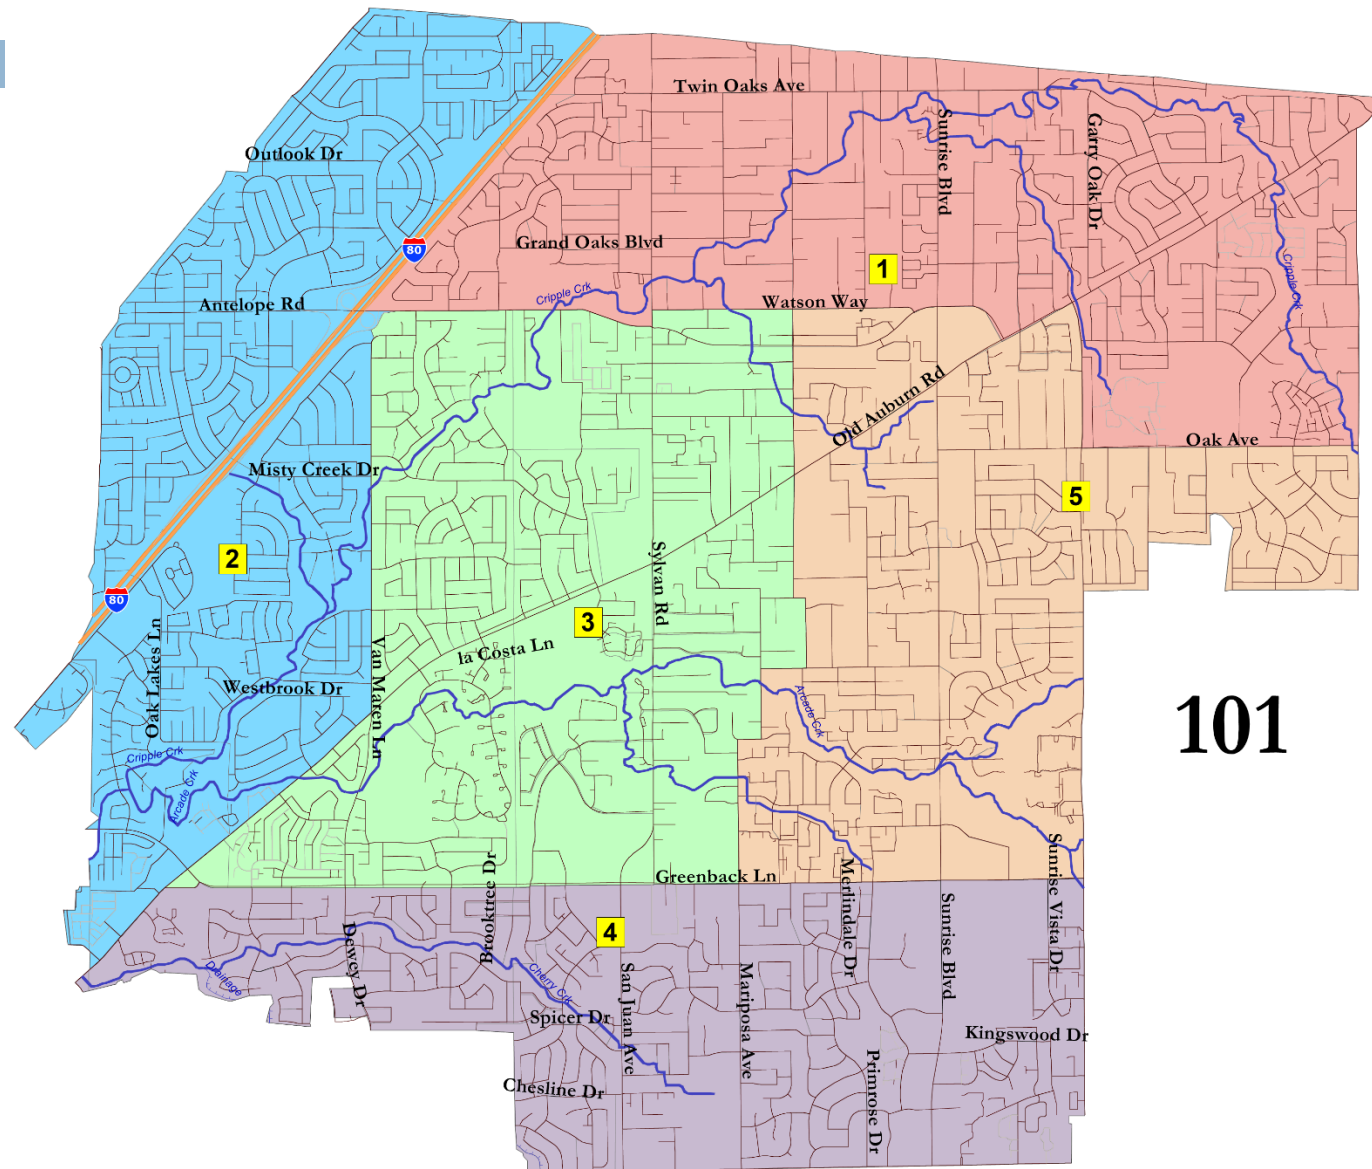 Twin Oaks Ave
Sunrise Blvd
Garry Oak Dr
Outlook Dr
Grand Oaks Blvd
80
1
Cripple Crk
Cripple Crk
Antelope Rd
Watson Way
Old Auburn Rd
Oak Ave
Misty Creek Dr
5
2
Sylvan Rd
80
3
Oak Lakes Ln
Van Maren Ln
la Costa Ln
Westbrook Dr
Arcade Crk
101
Cripple Crk
Arcade Crk
Greenback Ln
Brooktree Dr
Merlindale Dr
Sunrise Vista Dr
4
Dewey Dr
Sunrise Blvd
Drainage
Cherry Crk
San Juan Ave
Mariposa Ave
Spicer Dr
Kingswood Dr
Primrose Dr
Chesline Dr